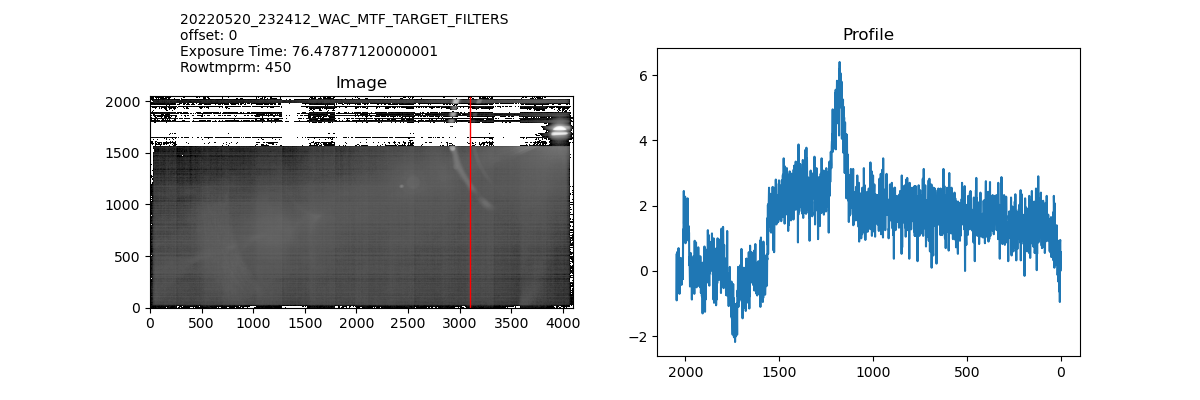 20220520_232412_WAC_MTF_TARGET_FILTERS
offset: 0
Exposure Time: 76.47877120000001
Rowtmprm: 450
Image
2000
1500
1000
500
0
0 500 1000 1500 2000 2500 3000 3500 4000
Profile
6
4
2
0
−2
2000 1500 1000 500 0